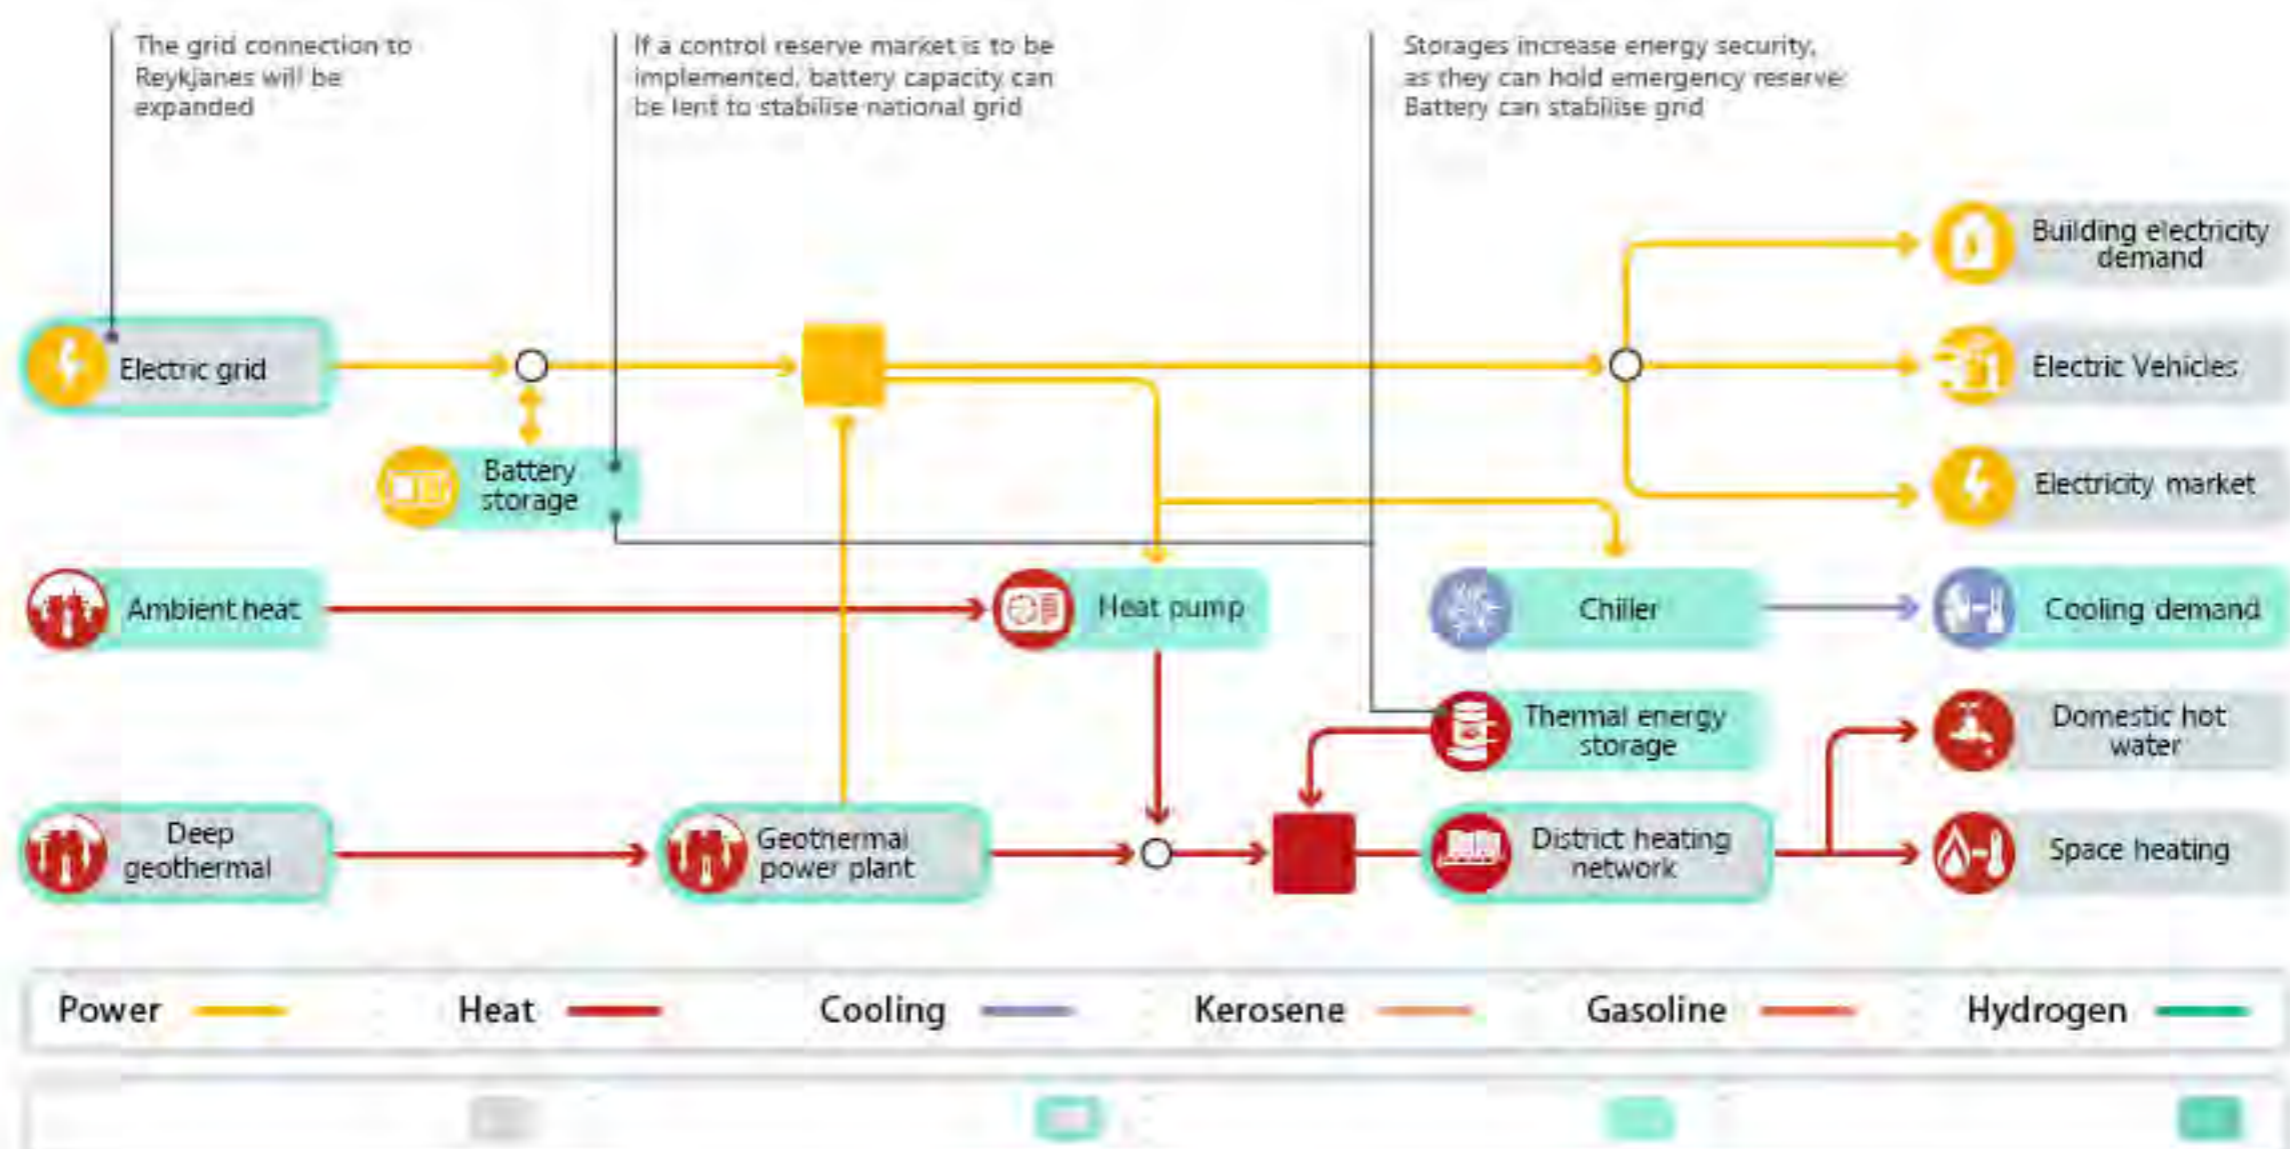 The grid connection to
Reykjanes will be
expanded
If a control reserve market is to be
implemented, battery capacity can
be lent to stabilise national grid
Storages increase energy security,
as they can hold emergency reserve
Battery can stabilise grid
Building electricity
demand
Electric grid
Electric Vehicles
Battery
storage
Electricity market
Ambient heat
Heat pump
Chiller
Cooling demand
Thermal energy
storage
Domestic hot
water
Deep
geothermal
Geothermal
power plant
District heating
network
Space heating
Power
Heat
Cooling
Kerosene
Gasoline
Hydrogen